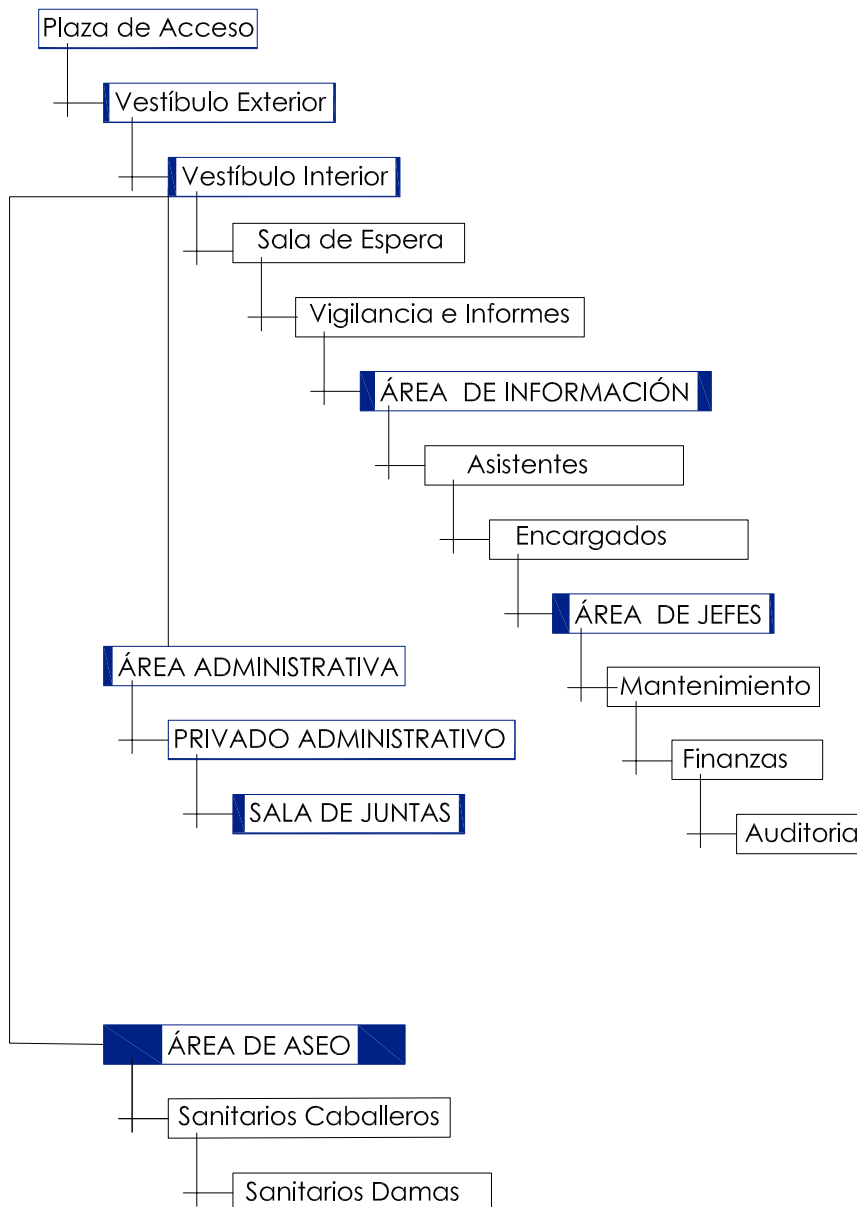 Plaza de Acceso
Vestíbulo Exterior
Vestíbulo Interior
Sala de Espera
Vigilancia e Informes
ÁREA DE INFORMACIÓN
Asistentes
Encargados
ÁREA DE JEFES
ÁREA ADMINISTRATIVA
Mantenimiento
PRIVADO ADMINISTRATIVO
Finanzas
SALA DE JUNTAS
Auditoria
ÁREA DE ASEO
Sanitarios Caballeros
Sanitarios Damas